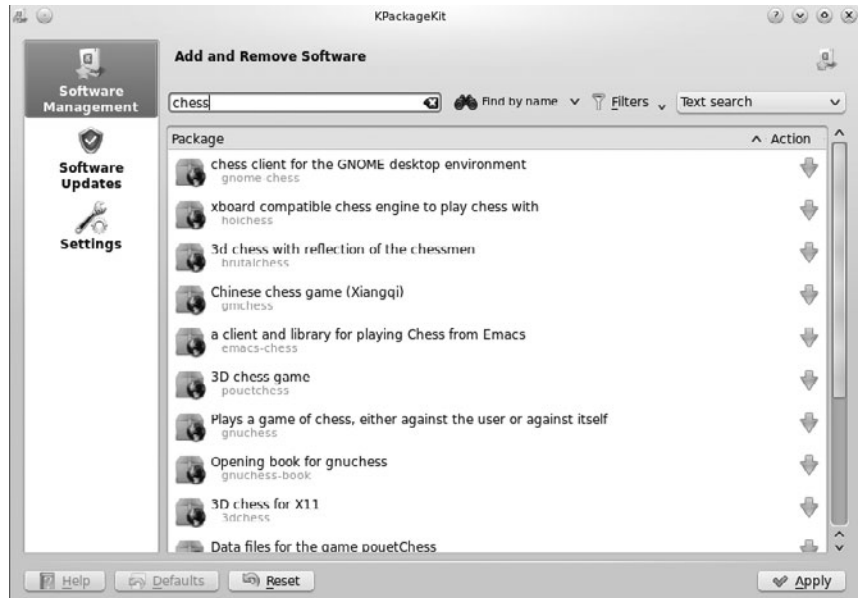 KPackageKit
Software Management
Software Updates
Settings
Add and Remove Software
chess
Find by name
Filters
Text search
Package
Action
chess client for the GNOME desktop environment
gnome-chess
xboard compatible chess engine to play chess with
hoichess
3d chess with reflection of the chessmen
brutalchess
Chinese chess game (Xiangqi)
gmchess
a client and library for playing Chess from Emacs
emacs-chess
3D chess game
pouetchess
Plays a game of chess, either against the user or against itself
gnuchess
Opening book for gnuchess
gnuchess-book
3D chess for X11
3dchess
Data files for the game pouetChess
Help
Defaults
Reset
Apply